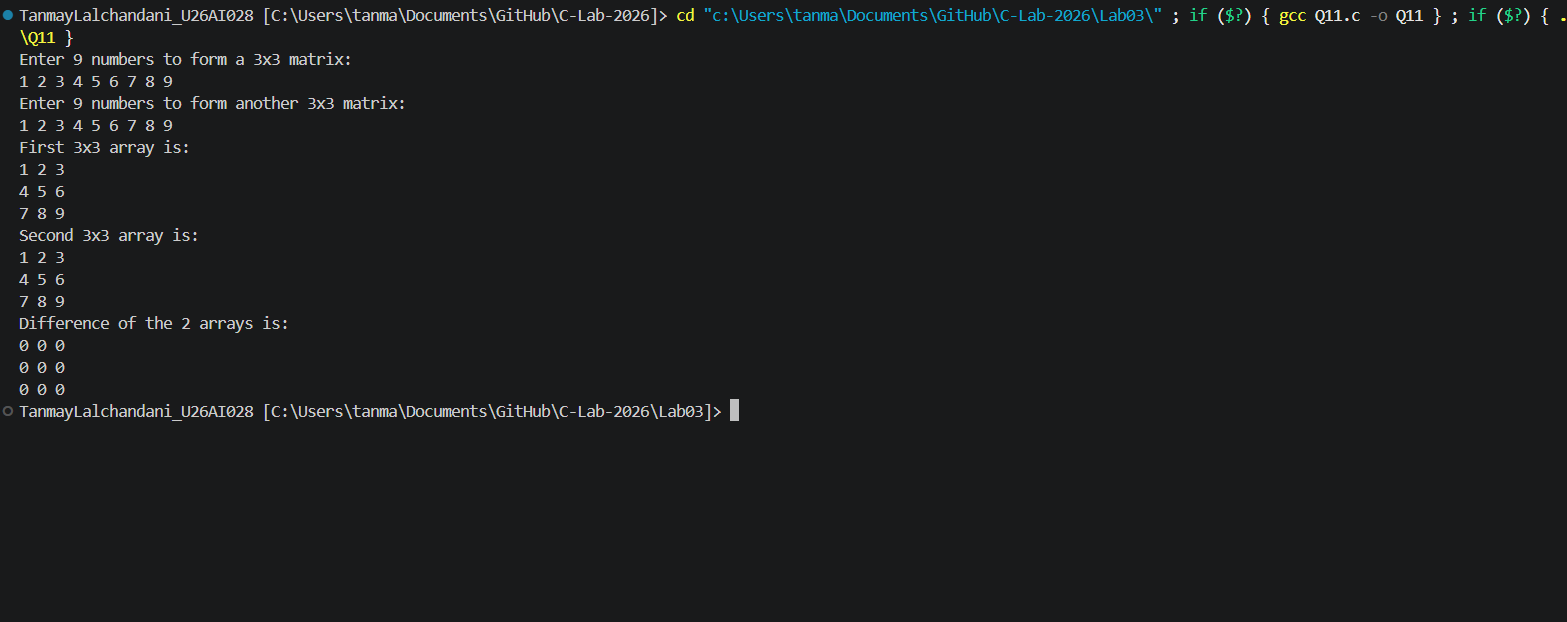 TanmayLalchandani_U26AI028 [C:\Users\tanma\Documents\GitHub\C-Lab-2026]> cd "c:\Users\tanma\Documents\GitHub\C-Lab-2026\Lab03\" ; if ($?) { gcc Q11.c -o Q11 } ; if ($?) { .
\Q11 }
Enter 9 numbers to form a 3x3 matrix:
1 2 3 4 5 6 7 8 9
Enter 9 numbers to form another 3x3 matrix:
1 2 3 4 5 6 7 8 9
First 3x3 array is:
1 2 3
4 5 6
7 8 9
Second 3x3 array is:
1 2 3
4 5 6
7 8 9
Difference of the 2 arrays is:
0 0 0
0 0 0
0 0 0
TanmayLalchandani_U26AI028 [C:\Users\tanma\Documents\GitHub\C-Lab-2026\Lab03]>